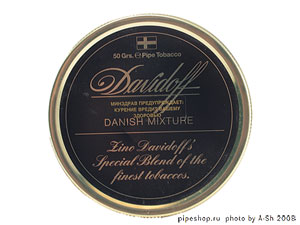 50 Grs. ℮ Pipe Tobacco
Davidoff
МИНЗДРАВ ПРЕДУПРЕЖДАЕТ:
КУРЕНИЕ ВРЕДИТ ВАШЕМУ
ЗДОРОВЬЮ
DANISH MIXTURE
Zino Davidoff's
Special Blend of the
finest tobaccos.
pipeshop.ru photo by A-Sh 2008